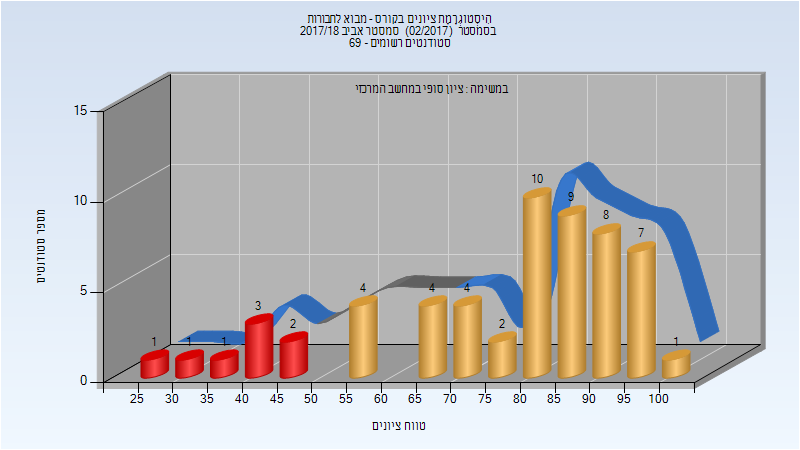 היסטוגרמת ציונים בקורס - מבוא לחבורות
בסמסטר (02/2017) סמסטר אביב 2017/18
סטודנטים רשומים - 69
במשימה : ציון סופי במחשב המרכזי
מספר סטודנטים
15
10
5
0
1
1
1
3
2
4
4
4
2
10
9
8
7
1
25 30 35 40 45 50 55 60 65 70 75 80 85 90 95 100
טווח ציונים